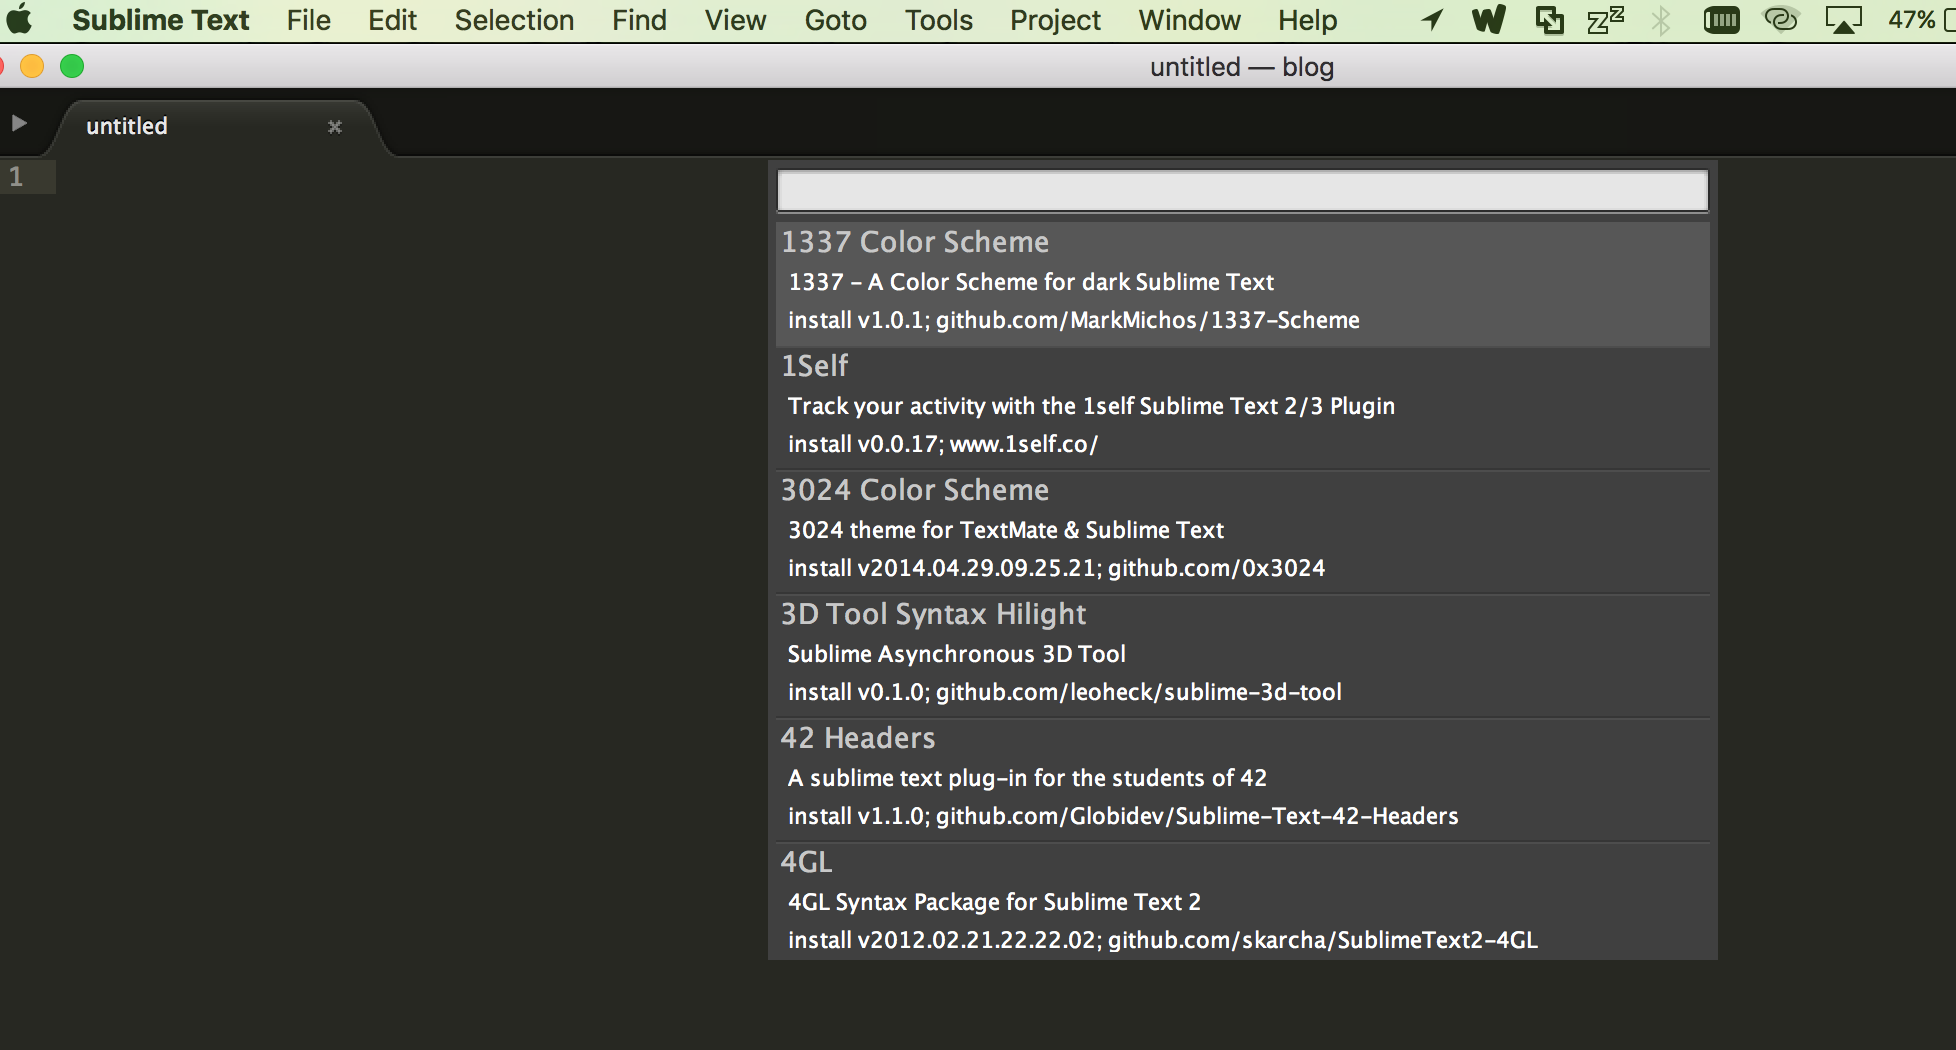 Sublime Text File Edit Selection Find View Goto Tools Project Window Help 47%
untitled — blog
untitled
1
1337 Color Scheme
1337 - A Color Scheme for dark Sublime Text
install v1.0.1; github.com/MarkMichos/1337-Scheme
1Self
Track your activity with the 1self Sublime Text 2/3 Plugin
install v0.0.17; www.1self.co/
3024 Color Scheme
3024 theme for TextMate & Sublime Text
install v2014.04.29.09.25.21; github.com/0x3024
3D Tool Syntax Hilight
Sublime Asynchronous 3D Tool
install v0.1.0; github.com/leoheck/sublime-3d-tool
42 Headers
A sublime text plug-in for the students of 42
install v1.1.0; github.com/Globidev/Sublime-Text-42-Headers
4GL
4GL Syntax Package for Sublime Text 2
install v2012.02.21.22.22.02; github.com/skarcha/SublimeText2-4GL